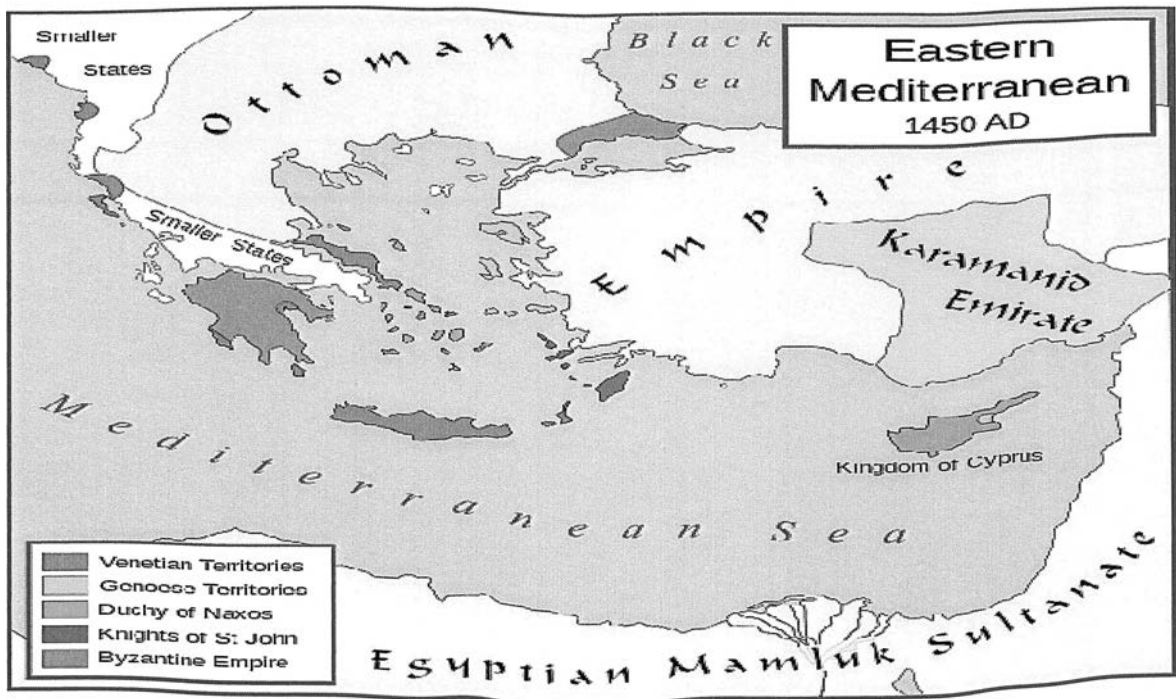 Smaller
States
Ottoman
Black
Sea
Eastern
Mediterranean
1450 AD
Empire
Smaller States
Karamanid
Emirate
Mediterranean Sea
Kingdom of Cyprus
Venetian Territories
Genoese Territories
Duchy of Naxos
Knights of St John
Byzantine Empire
Egyptian Mamluk Sultanate